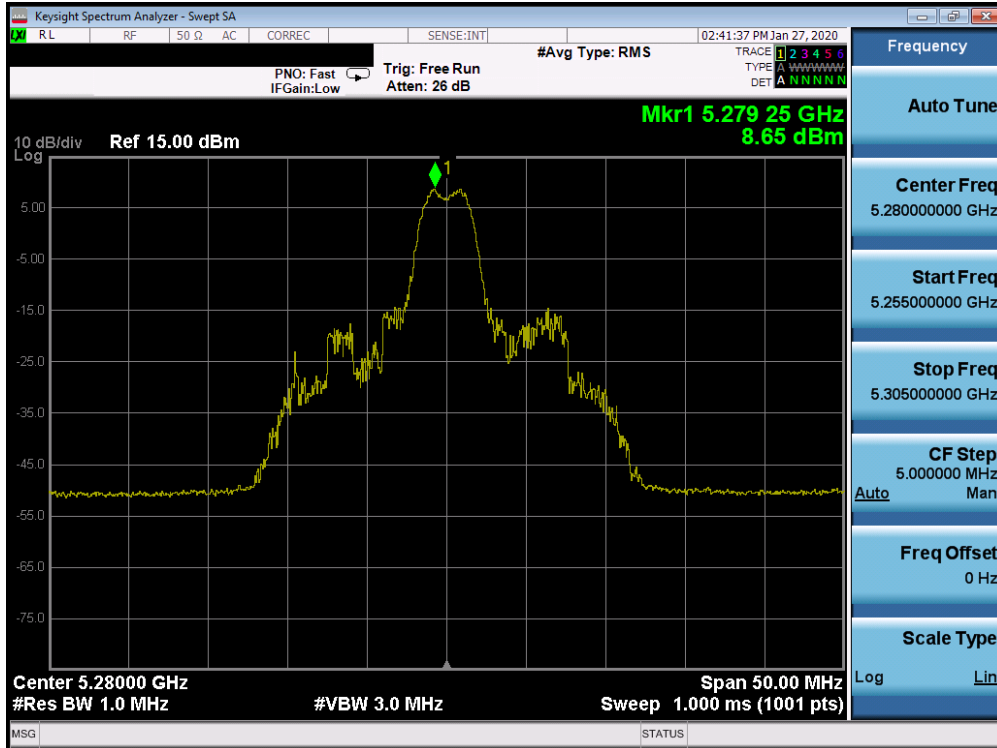 Keysight Spectrum Analyzer - Swept SA
LXI RL RF 50 Ω AC CORREC SENSE:INT 02:41:37 PM Jan 27, 2020
PNO: Fast
IFGain:Low
Trig: Free Run
Atten: 26 dB
#Avg Type: RMS
TRACE 1 2 3 4 5 6
TYPE A WWWWW
DET A N N N N N
Mkr1 5.279 25 GHz
8.65 dBm
10 dB/div Ref 15.00 dBm
Log
1
5.00
-5.00
-15.0
-25.0
-35.0
-45.0
-55.0
-65.0
-75.0
Center 5.28000 GHz Span 50.00 MHz
#Res BW 1.0 MHz #VBW 3.0 MHz Sweep 1.000 ms (1001 pts)
MSG STATUS
Frequency
Auto Tune
Center Freq
5.280000000 GHz
Start Freq
5.255000000 GHz
Stop Freq
5.305000000 GHz
CF Step
5.000000 MHz
Auto Man
Freq Offset
0 Hz
Scale Type
Log Lin